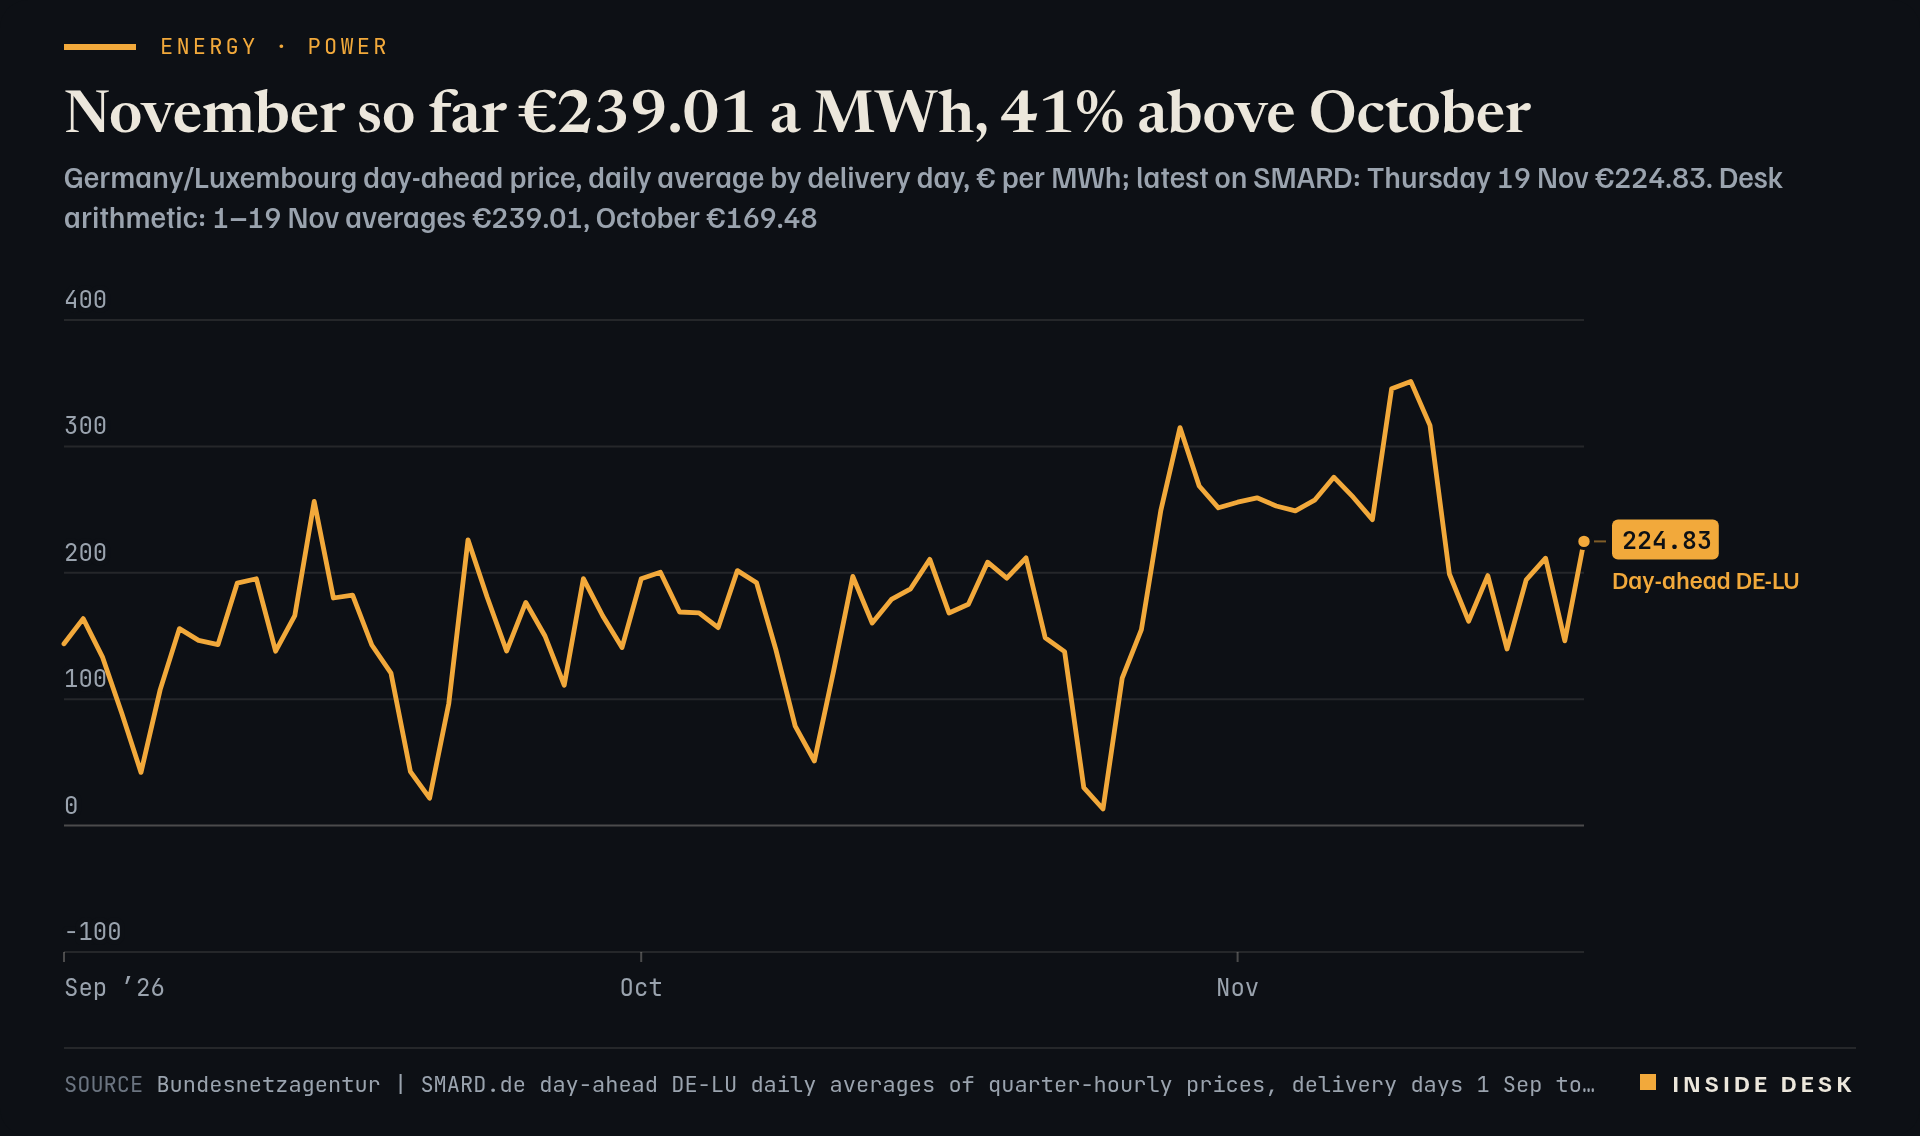 ENERGY · POWER
November so far €239.01 a MWh, 41% above October
Germany/Luxembourg day-ahead price, daily average by delivery day, € per MWh; latest on SMARD: Thursday 19 Nov €224.83. Desk
arithmetic: 1–19 Nov averages €239.01, October €169.48
400
300
200
100
0
-100
224.83
Day-ahead DE-LU
Sep ’26
Oct
Nov
SOURCE Bundesnetzagentur | SMARD.de day-ahead DE-LU daily averages of quarter-hourly prices, delivery days 1 Sep to…
INSIDE DESK